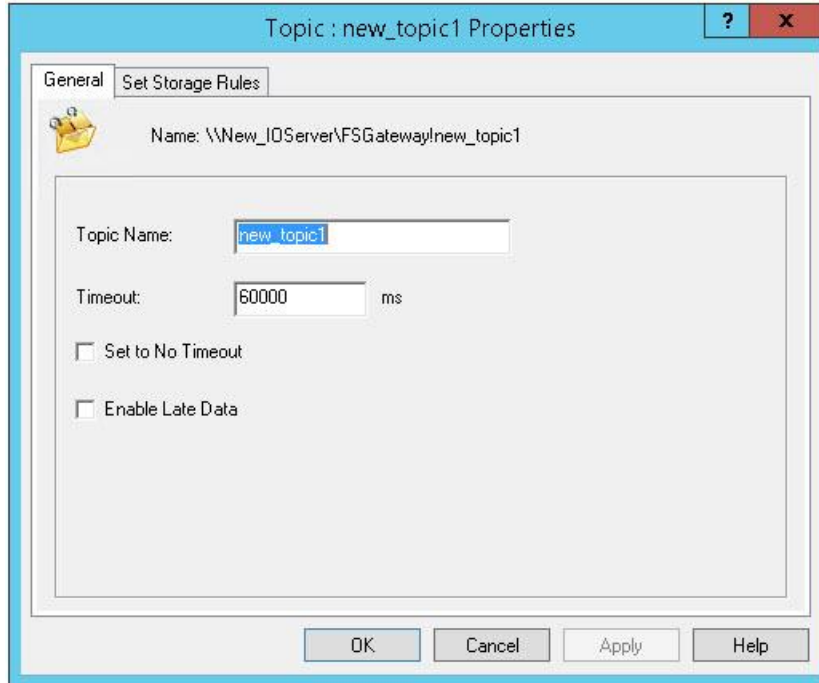 Topic : new_topic1 Properties
? x
General Set Storage Rules
Name: \\New_IOServer\FSGateway!new_topic1
Topic Name: new_topic1
Timeout: 60000 ms
Set to No Timeout
Enable Late Data
OK Cancel Apply Help